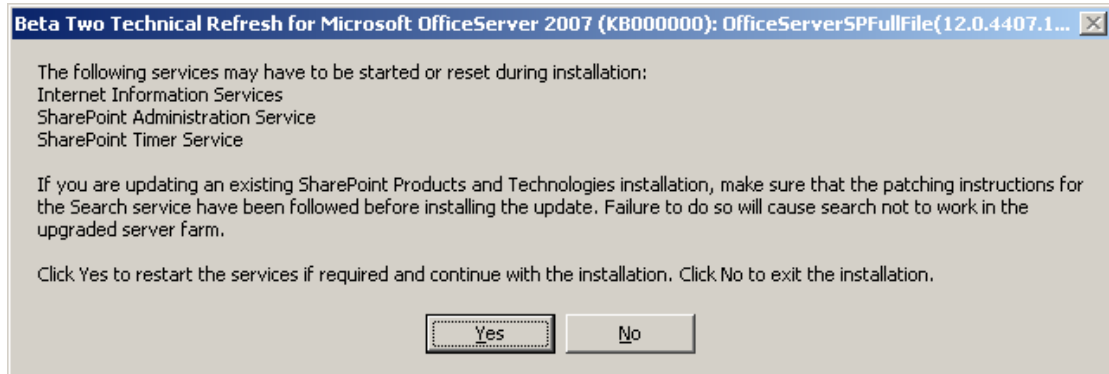 Beta Two Technical Refresh for Microsoft OfficeServer 2007 (KB000000): OfficeServerSPFullFile(12.0.4407.1...
The following services may have to be started or reset during installation:
Internet Information Services
SharePoint Administration Service
SharePoint Timer Service
If you are updating an existing SharePoint Products and Technologies installation, make sure that the patching instructions for
the Search service have been followed before installing the update. Failure to do so will cause search not to work in the
upgraded server farm.
Click Yes to restart the services if required and continue with the installation. Click No to exit the installation.
Yes
No